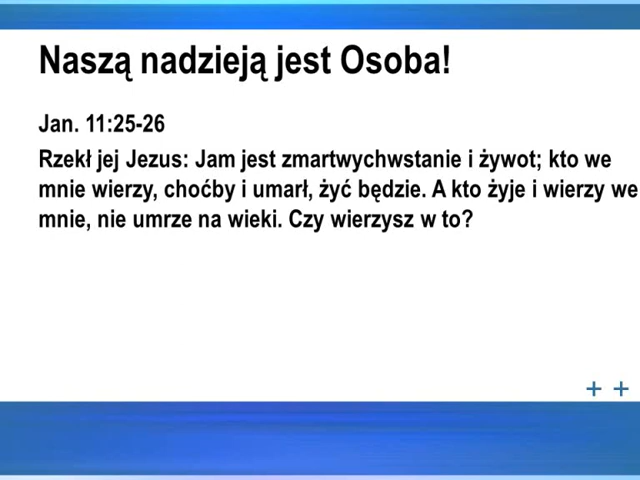 Naszą nadzieją jest Osoba!
Jan. 11:25-26
Rzekł jej Jezus: Jam jest zmartwychwstanie i żywot; kto we
mnie wierzy, choćby i umarł, żyć będzie. A kto żyje i wierzy we
mnie, nie umrze na wieki. Czy wierzysz w to?
+ +